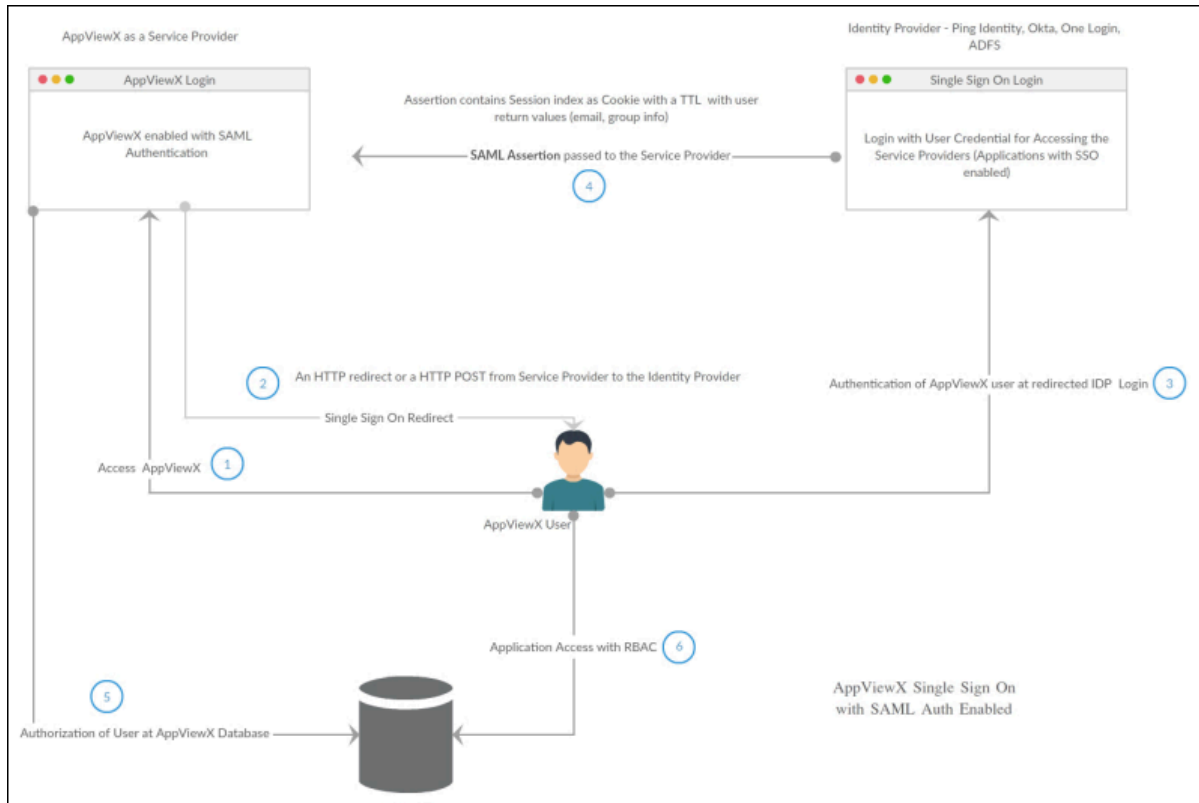 AppViewX as a Service Provider
Identity Provider - Ping Identity, Okta, One Login,
ADFS
AppViewX Login
Single Sign On Login
AppViewX enabled with SAML
Authentication
Assertion contains Session index as Cookie with a TTL with user
return values (email, group info)
SAML Assertion passed to the Service Provider
4
Login with User Credential for Accessing the
Service Providers (Applications with SSO
enabled)
2
An HTTP redirect or a HTTP POST from Service Provider to the Identity Provider
Single Sign On Redirect
Authentication of AppViewX user at redirected IDP Login
3
Access AppViewX
1
AppViewX User
Application Access with RBAC
6
5
Authorization of User at AppViewX Database
AppViewX Single Sign On
with SAML Auth Enabled